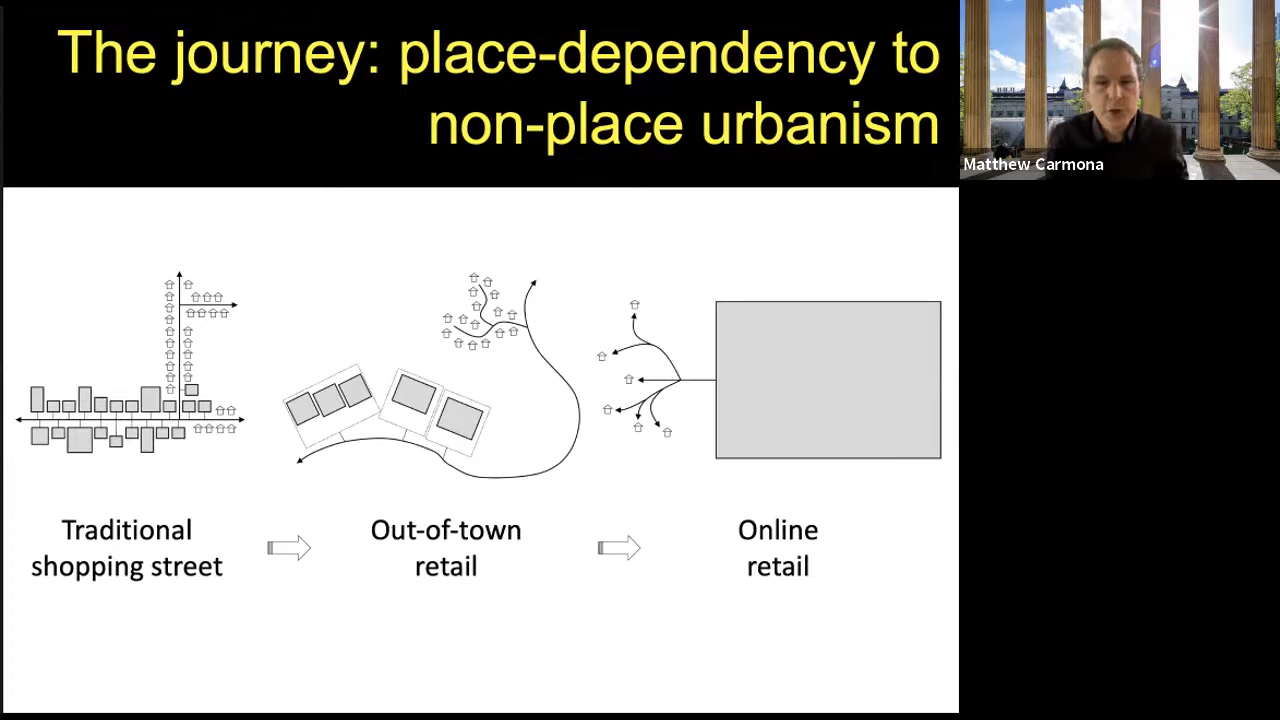 The journey: place-dependency to
non-place urbanism
Matthew Carmona
Traditional
shopping street
Out-of-town
retail
Online
retail